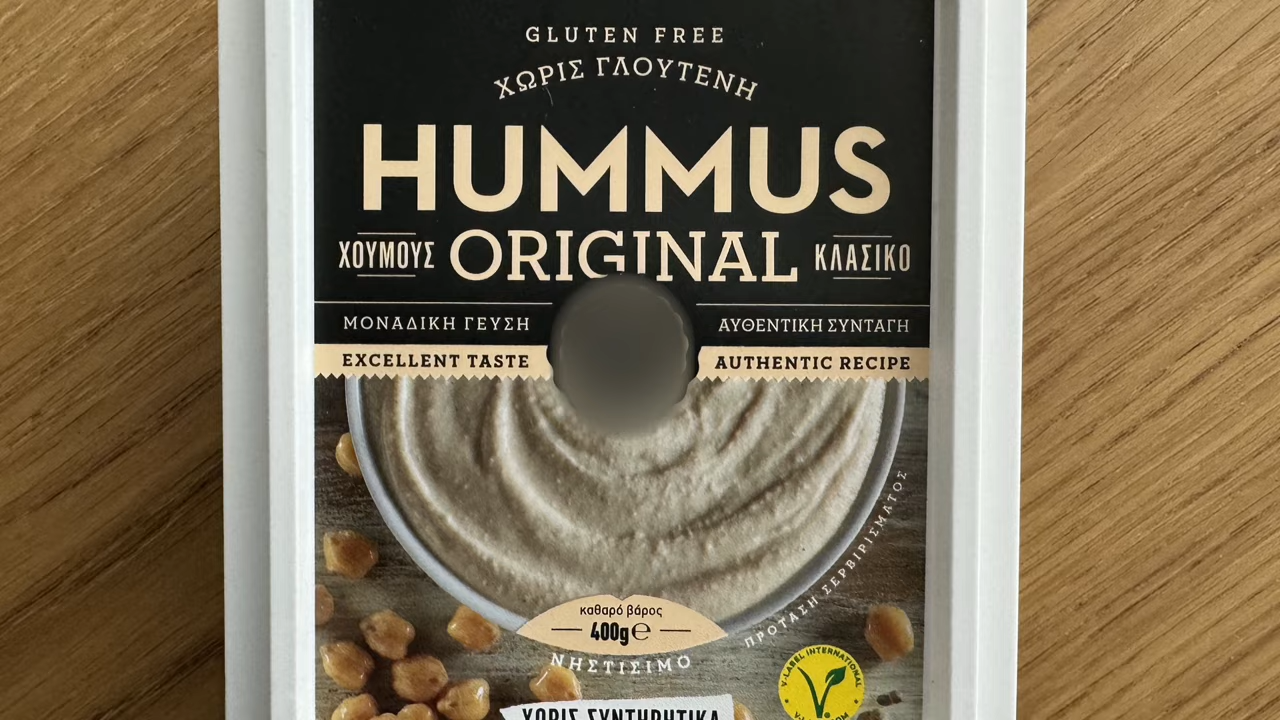 GLUTEN FREE
ΧΩΡΙΣ ΓΛΟΥΤΕΝΗ
HUMMUS
ΧΟΥΜΟΥΣ ORIGINAL ΚΛΑΣΙΚΟ
ΜΟΝΑΔΙΚΗ ΓΕΥΣΗ ΑΥΘΕΝΤΙΚΗ ΣΥΝΤΑΓΗ
EXCELLENT TASTE AUTHENTIC RECIPE
ΠΡΟΤΑΣΗ ΣΕΡΒΙΡΙΣΜΑΤΟΣ
καθαρό βάρος
400g℮
ΝΗΣΤΙΣΙΜΟ
V-LABEL INTERNATIONAL
ΧΩΡΙΣ ΣΥΝΤΗΡΗΤΙΚΑ